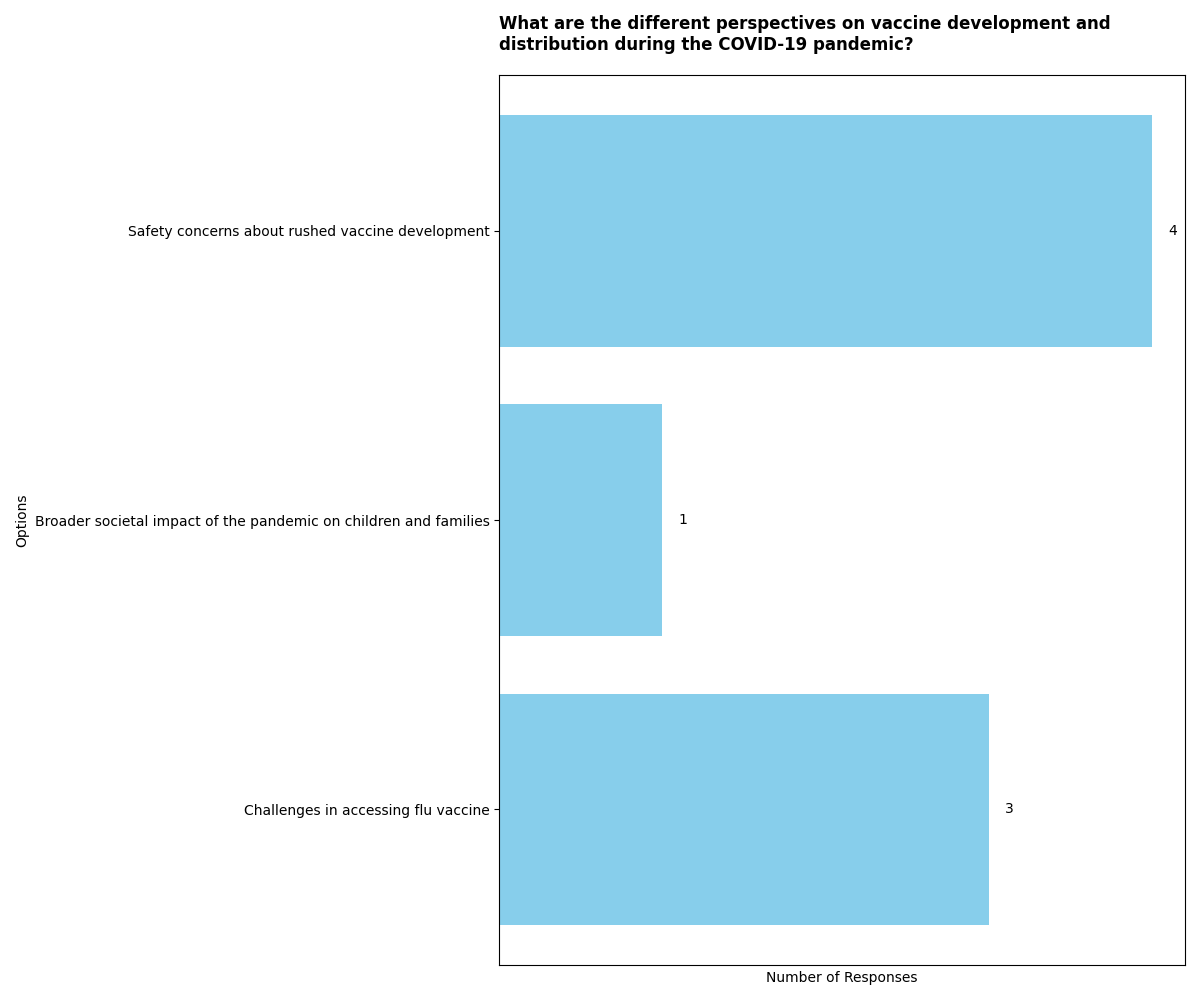 What are the different perspectives on vaccine development and
distribution during the COVID-19 pandemic?
Safety concerns about rushed vaccine development
4
Options
Broader societal impact of the pandemic on children and families
1
Challenges in accessing flu vaccine
3
Number of Responses